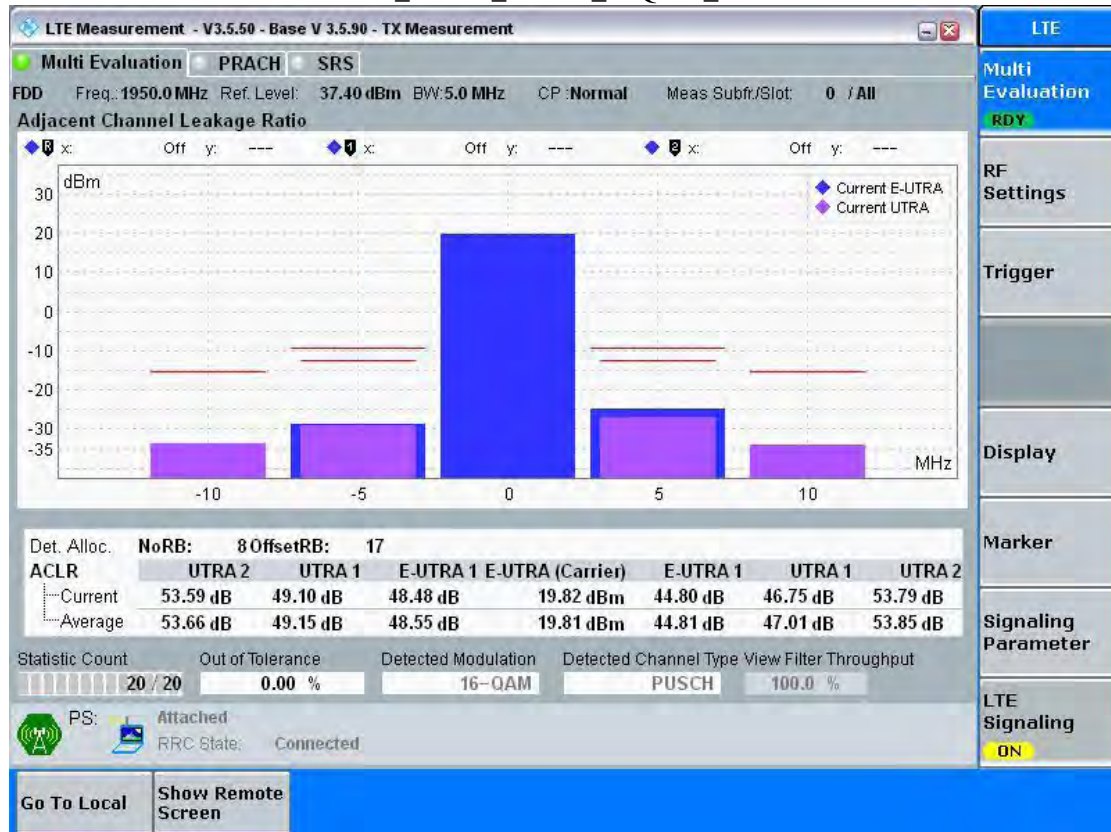 LTE Measurement - V3.5.50 - Base V 3.5.90 - TX Measurement
LTE
Multi Evaluation PRACH SRS
Multi Evaluation
RDY
FDD Freq.: 1950.0 MHz Ref. Level: 37.40 dBm BW: 5.0 MHz CP : Normal Meas Subfr./Slot: 0 / All
Adjacent Channel Leakage Ratio
R x: Off y: --- 1 x: Off y: --- 2 x: Off y: ---
dBm
Current E-UTRA
Current UTRA
30
20
10
0
-10
-20
-30
-35
MHz
-10 -5 0 5 10
RF Settings
Trigger
Display
Marker
Signaling Parameter
LTE Signaling
ON
Det. Alloc. NoRB: 8 OffsetRB: 17
ACLR UTRA 2 UTRA 1 E-UTRA 1 E-UTRA (Carrier) E-UTRA 1 UTRA 1 UTRA 2
Current 53.59 dB 49.10 dB 48.48 dB 19.82 dBm 44.80 dB 46.75 dB 53.79 dB
Average 53.66 dB 49.15 dB 48.55 dB 19.81 dBm 44.81 dB 47.01 dB 53.85 dB
Statistic Count Out of Tolerance Detected Modulation Detected Channel Type View Filter Throughput
20 / 20 0.00 % 16-QAM PUSCH 100.0 %
PS: Attached
RRC State: Connected
Go To Local
Show Remote Screen